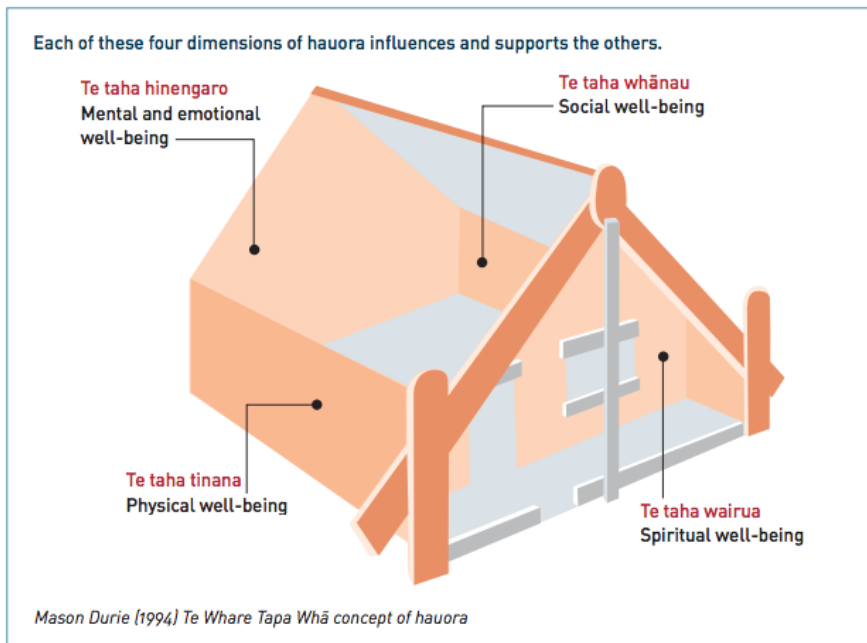 Each of these four dimensions of hauora influences and supports the others.
Te taha hinengaro
Mental and emotional
well-being
Te taha whānau
Social well-being
Te taha tinana
Physical well-being
Te taha wairua
Spiritual well-being
Mason Durie (1994) Te Whare Tapa Whā concept of hauora